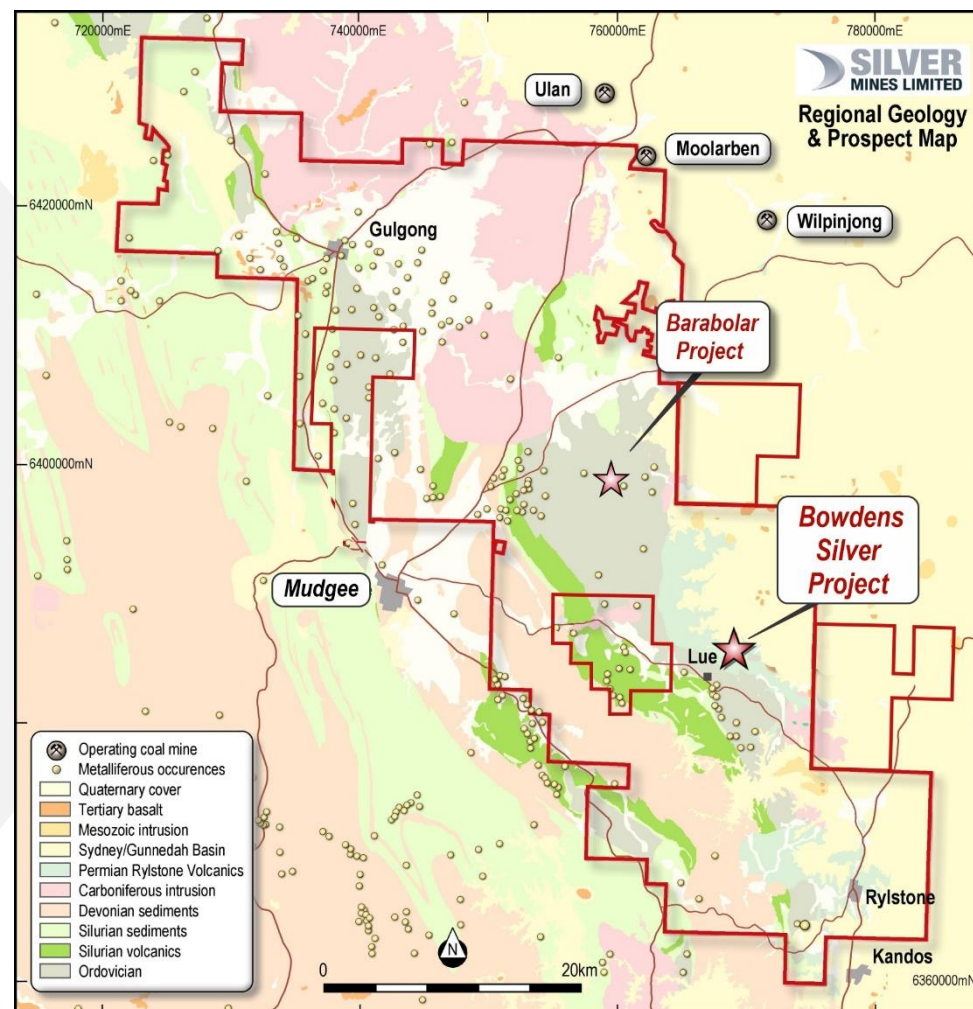 720000mE
740000mE
760000mE
780000mE
SILVER
MINES LIMITED
Regional Geology
& Prospect Map
Ulan
Moolarben
6420000mN
Wilpinjong
Gulgong
Barabolar
Project
6400000mN
Bowdens
Silver
Project
Mudgee
Lue
Operating coal mine
Metalliferous occurences
Quaternary cover
Tertiary basalt
Mesozoic intrusion
Sydney/Gunnedah Basin
Permian Rylstone Volcanics
Carboniferous intrusion
Devonian sediments
Silurian sediments
Silurian volcanics
Ordovician
Rylstone
N
Kandos
0
20km
6360000mN